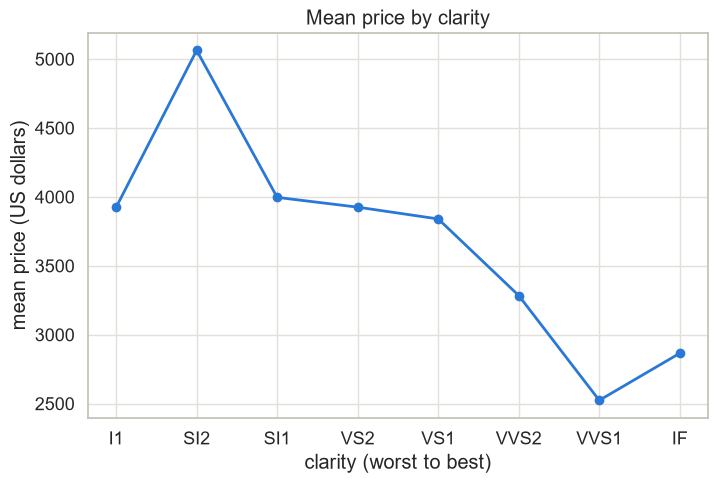 Mean price by clarity
mean price (US dollars)
5000
4500
4000
3500
3000
2500
I1 SI2 SI1 VS2 VS1 VVS2 VVS1 IF
clarity (worst to best)